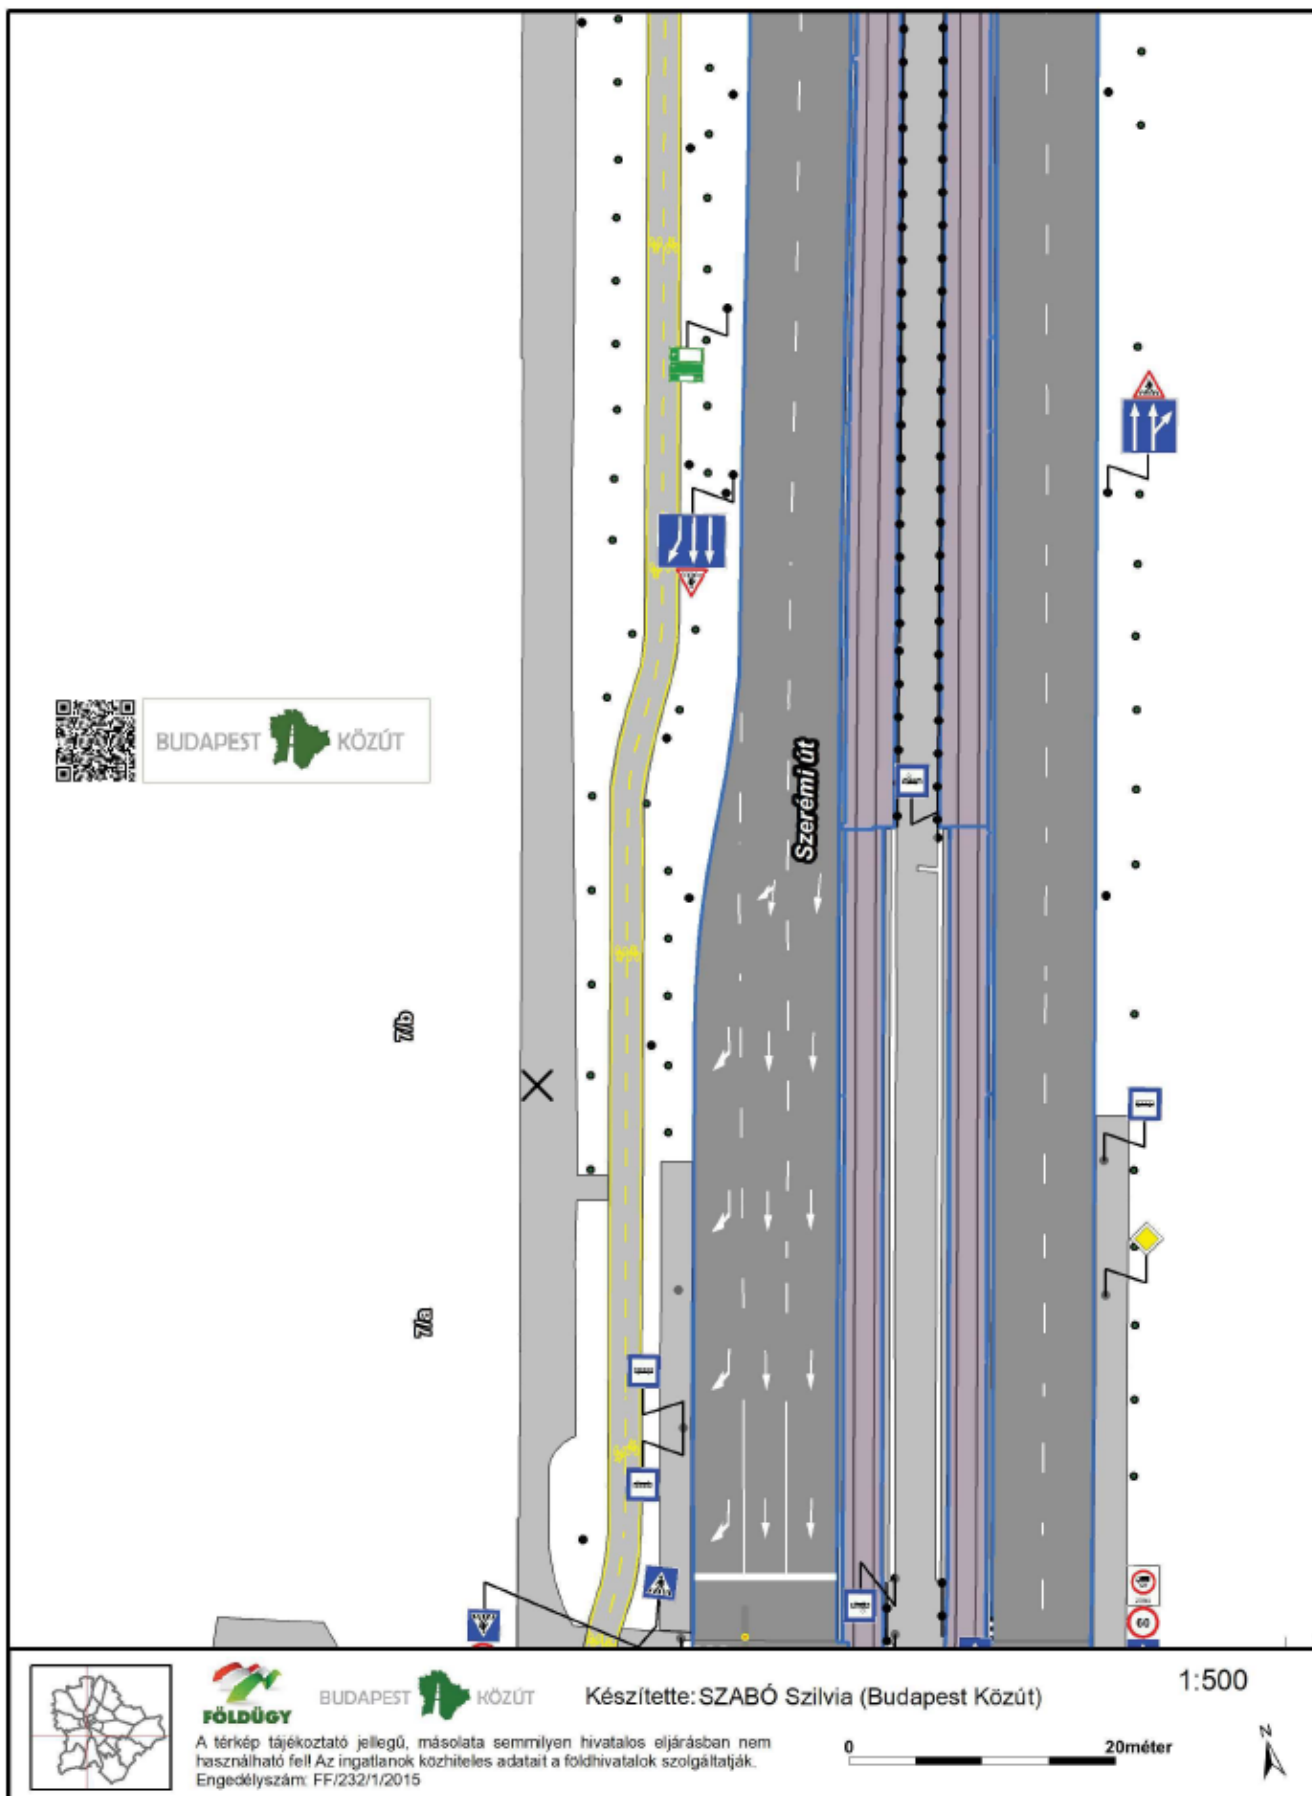 Szerémi út
BUDAPEST KÖZÚT
7/b
7/a
60
FÖLDÜGY
BUDAPEST KÖZÚT
Készítette: SZABÓ Szilvia (Budapest Közút)
1:500
A térkép tájékoztató jellegű, másolata semmilyen hivatalos eljárásban nem
használható fel! Az ingatlanok közhiteles adatait a földhivatalok szolgáltatják.
Engedélyszám: FF/232/1/2015
0 20méter
N